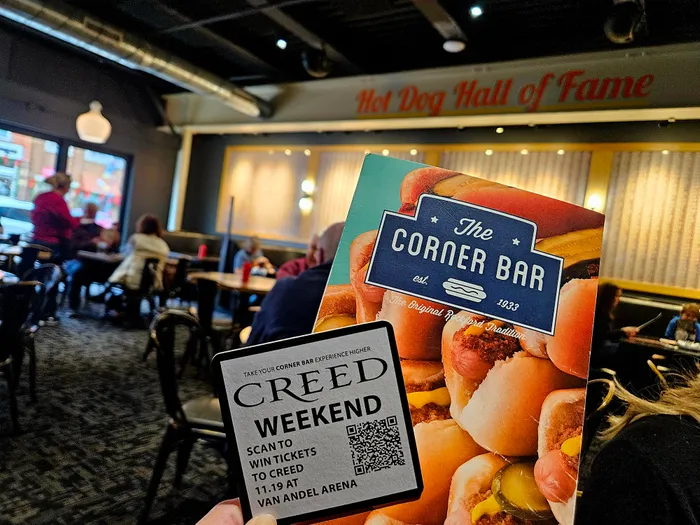 Hot Dog Hall of Fame
The
CORNER BAR
est. 1933
The Original Rockford Tradition
TAKE YOUR CORNER BAR EXPERIENCE HIGHER
CREED
WEEKEND
SCAN TO
WIN TICKETS
TO CREED
11.19 AT
VAN ANDEL ARENA